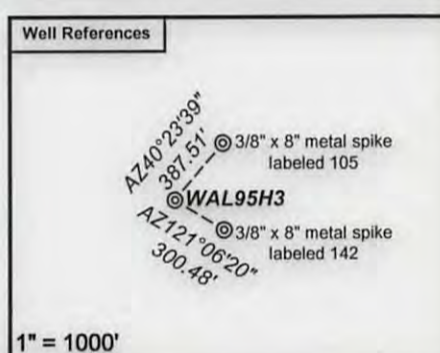 Well References
AZ40°23'39"
387.51'
3/8" x 8" metal spike
labeled 105
WAL95H3
AZ121°06'20"
300.48'
3/8" x 8" metal spike
labeled 142
1" = 1000'